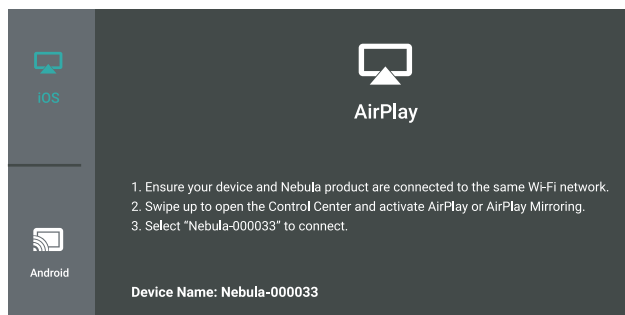 iOS
Android
AirPlay
1. Ensure your device and Nebula product are connected to the same Wi-Fi network.
2. Swipe up to open the Control Center and activate AirPlay or AirPlay Mirroring.
3. Select “Nebula-000033” to connect.
Device Name: Nebula-000033